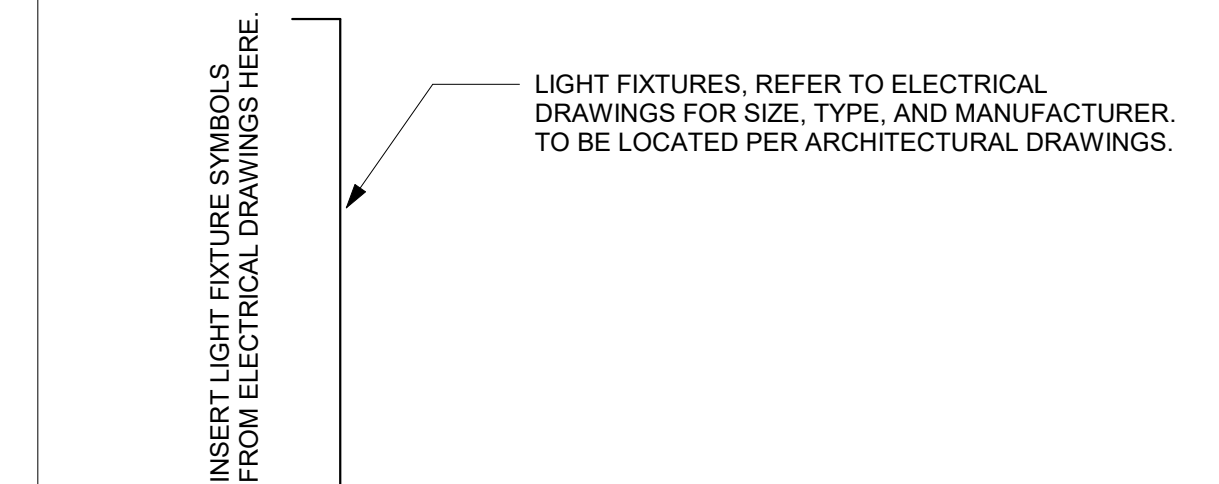 INSERT LIGHT FIXTURE SYMBOLS
FROM ELECTRICAL DRAWINGS HERE.
LIGHT FIXTURES, REFER TO ELECTRICAL
DRAWINGS FOR SIZE, TYPE, AND MANUFACTURER.
TO BE LOCATED PER ARCHITECTURAL DRAWINGS.